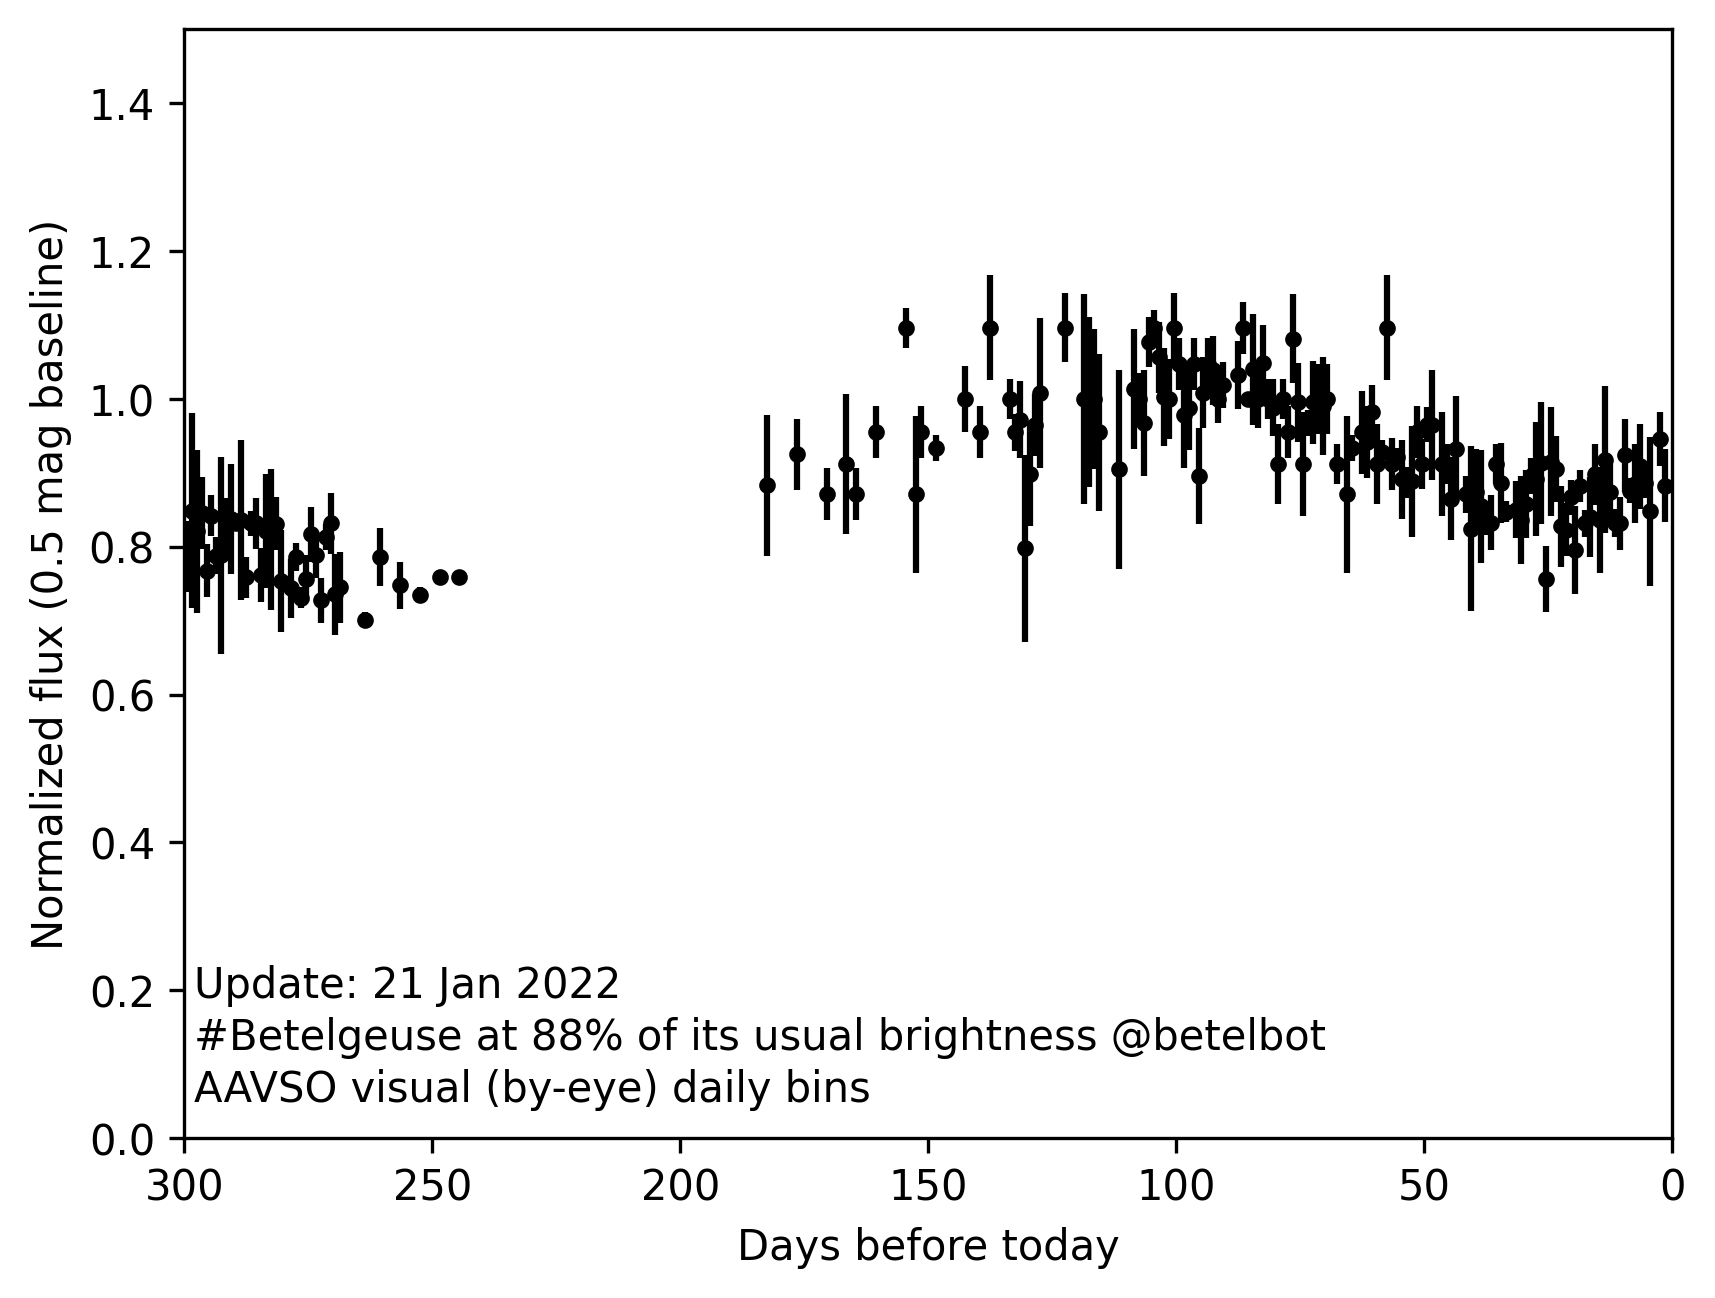 1.4
1.2
1.0
0.8
0.6
0.4
0.2
0.0
Normalized flux (0.5 mag baseline)
Update: 21 Jan 2022
#Betelgeuse at 88% of its usual brightness @betelbot
AAVSO visual (by-eye) daily bins
300 250 200 150 100 50 0
Days before today